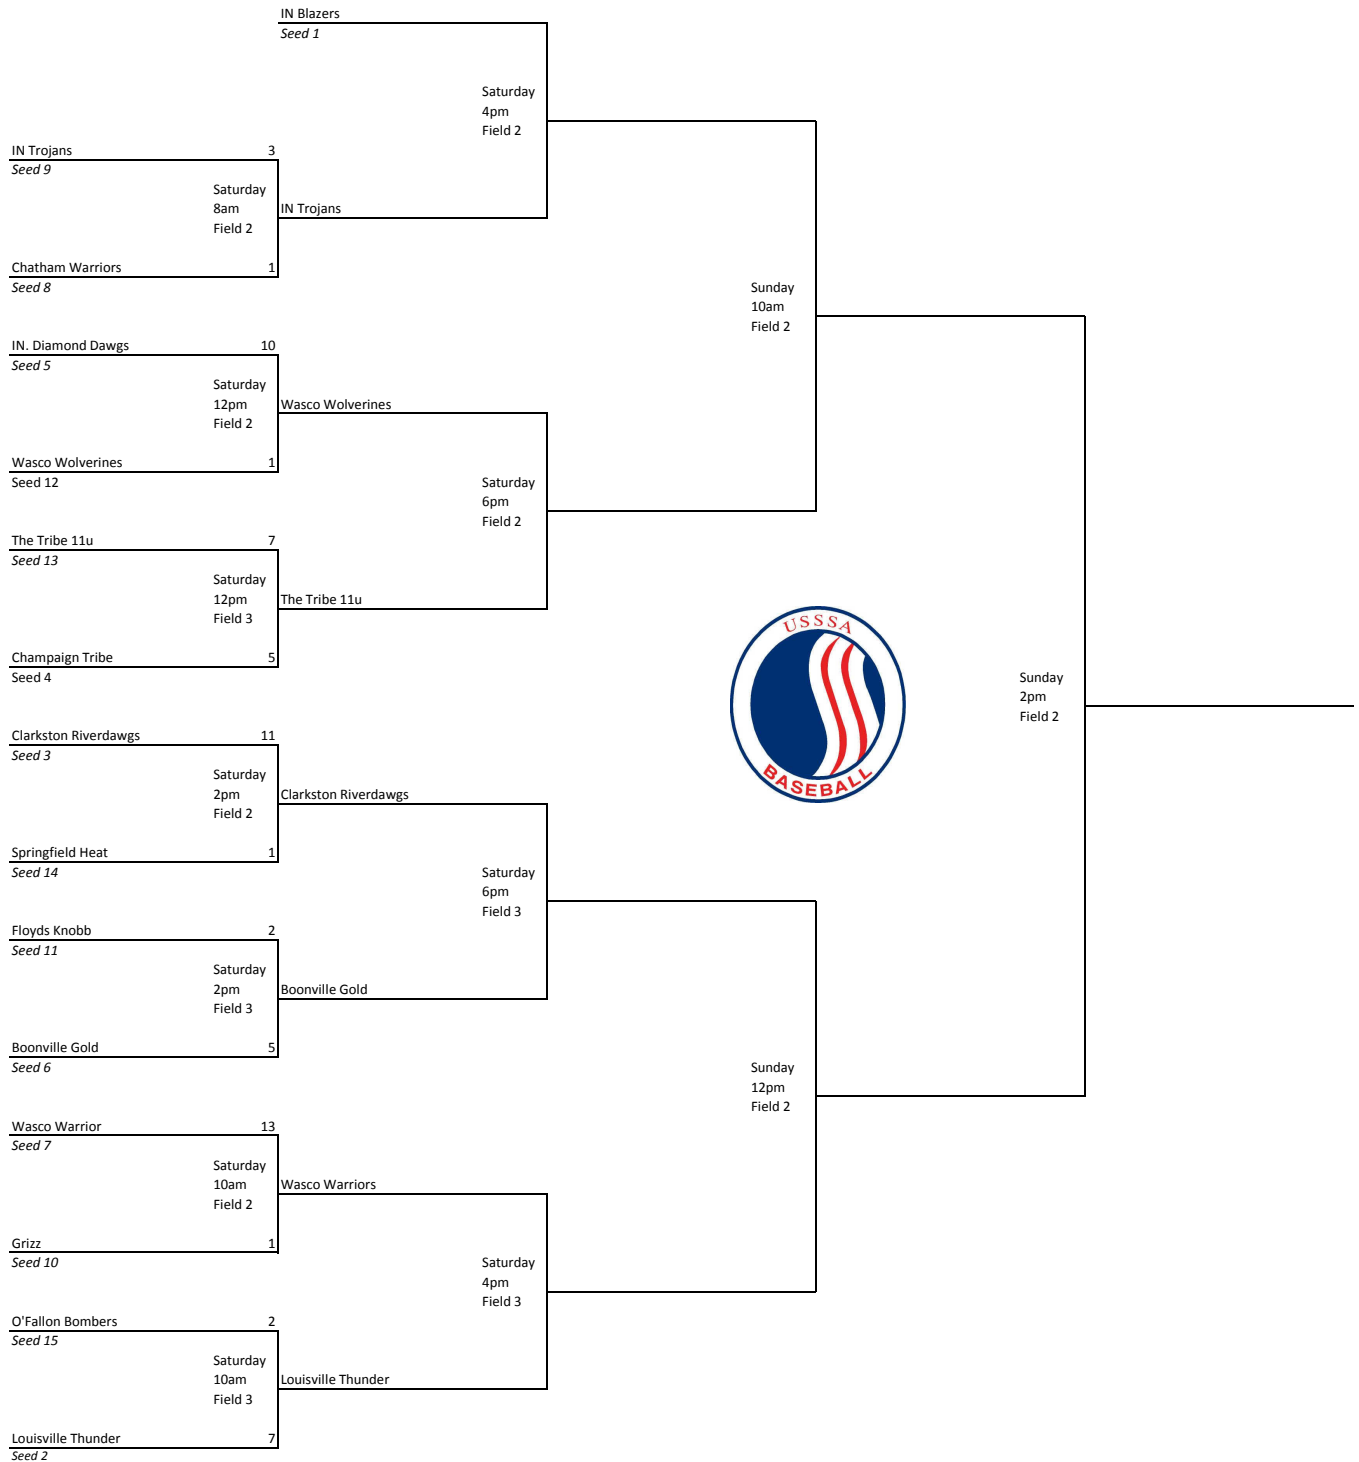 IN Blazers
Seed 1
Saturday
4pm
Field 2
IN Trojans 3
Seed 9
Saturday
8am
Field 2
IN Trojans
Chatham Warriors 1
Seed 8
Sunday
10am
Field 2
IN. Diamond Dawgs 10
Seed 5
Saturday
12pm
Field 2
Wasco Wolverines
Wasco Wolverines 1
Seed 12
Saturday
6pm
Field 2
The Tribe 11u 7
Seed 13
Saturday
12pm
Field 3
The Tribe 11u
Champaign Tribe 5
Seed 4
USSSA
BASEBALL
Sunday
2pm
Field 2
Clarkston Riverdawgs 11
Seed 3
Saturday
2pm
Field 2
Clarkston Riverdawgs
Springfield Heat 1
Seed 14
Saturday
6pm
Field 3
Floyds Knobb 2
Seed 11
Saturday
2pm
Field 3
Boonville Gold
Boonville Gold 5
Seed 6
Sunday
12pm
Field 2
Wasco Warrior 13
Seed 7
Saturday
10am
Field 2
Wasco Warriors
Grizz 1
Seed 10
Saturday
4pm
Field 3
O'Fallon Bombers 2
Seed 15
Saturday
10am
Field 3
Louisville Thunder
Louisville Thunder 7
Seed 2